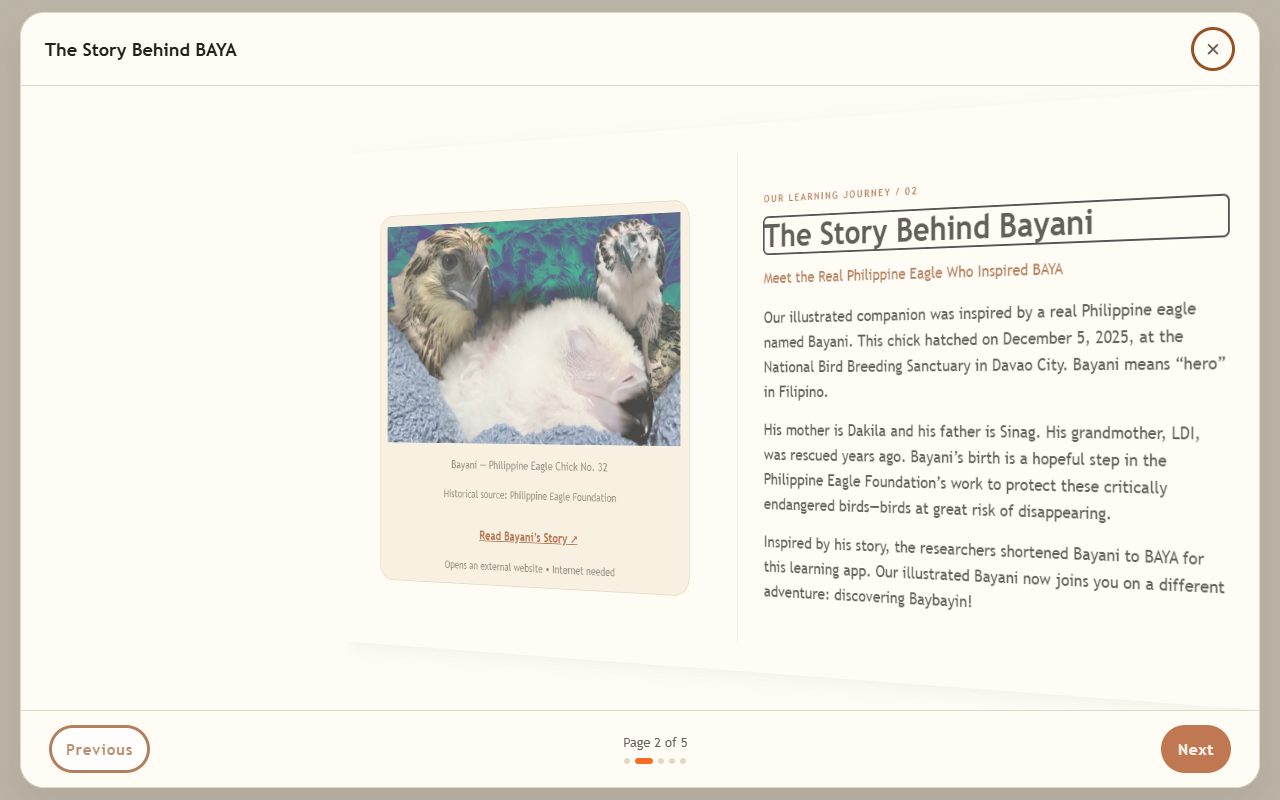 The Story Behind BAYA
×
Bayani — Philippine Eagle Chick No. 32
Historical source: Philippine Eagle Foundation
Read Bayani's Story ↗
Opens an external website • Internet needed
OUR LEARNING JOURNEY / 02
The Story Behind Bayani
Meet the Real Philippine Eagle Who Inspired BAYA
Our illustrated companion was inspired by a real Philippine eagle
named Bayani. This chick hatched on December 5, 2025, at the
National Bird Breeding Sanctuary in Davao City. Bayani means “hero”
in Filipino.
His mother is Dakila and his father is Sinag. His grandmother, LDI,
was rescued years ago. Bayani’s birth is a hopeful step in the
Philippine Eagle Foundation’s work to protect these critically
endangered birds—birds at great risk of disappearing.
Inspired by his story, the researchers shortened Bayani to BAYA for
this learning app. Our illustrated Bayani now joins you on a different
adventure: discovering Baybayin!
Previous
Page 2 of 5
Next